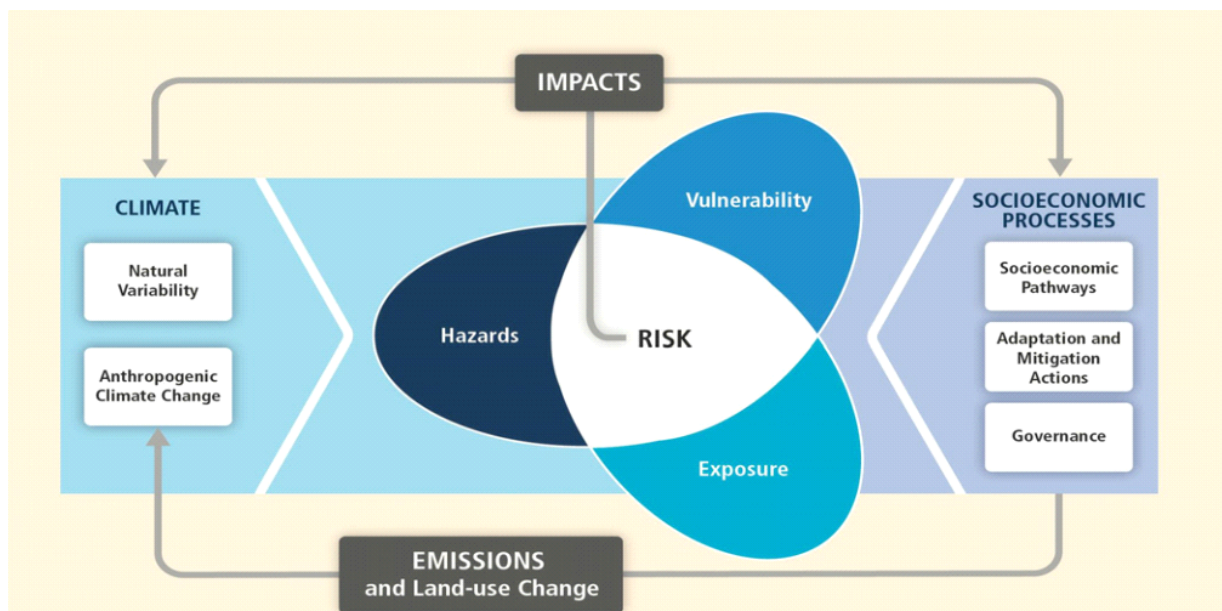 IMPACTS
CLIMATE
Natural
Variability
Anthropogenic
Climate Change
Vulnerability
Hazards
RISK
Exposure
SOCIOECONOMIC
PROCESSES
Socioeconomic
Pathways
Adaptation and
Mitigation
Actions
Governance
EMISSIONS
and Land-use Change